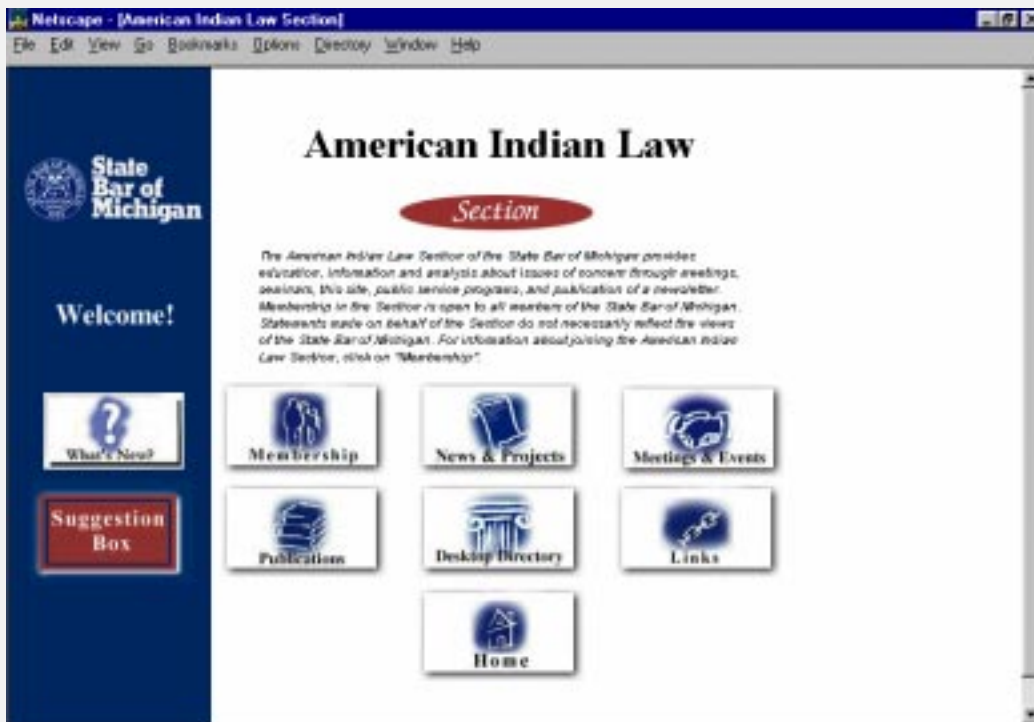 Netscape - [American Indian Law Section]
File Edit View Go Bookmarks Options Directory Window Help
American Indian Law
Section
State
Bar of
Michigan
The American Indian Law Section of the State Bar of Michigan provides
education, information and analysis about issues of concern through meetings,
seminars, this site, public service programs, and publication of a newsletter.
Membership in the Section is open to all members of the State Bar of Michigan.
Statements made on behalf of the Section do not necessarily reflect the views
of the State Bar of Michigan. For information about joining the American Indian
Law Section, click on "Membership".
Welcome!
What's New?
Membership
News & Projects
Meetings & Events
Suggestion
Box
Publications
Desktop Directory
Links
Home